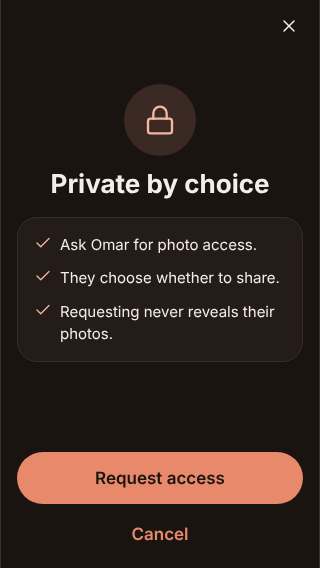 Private by choice
Ask Omar for photo access.
They choose whether to share.
Requesting never reveals their
photos.
Request access
Cancel